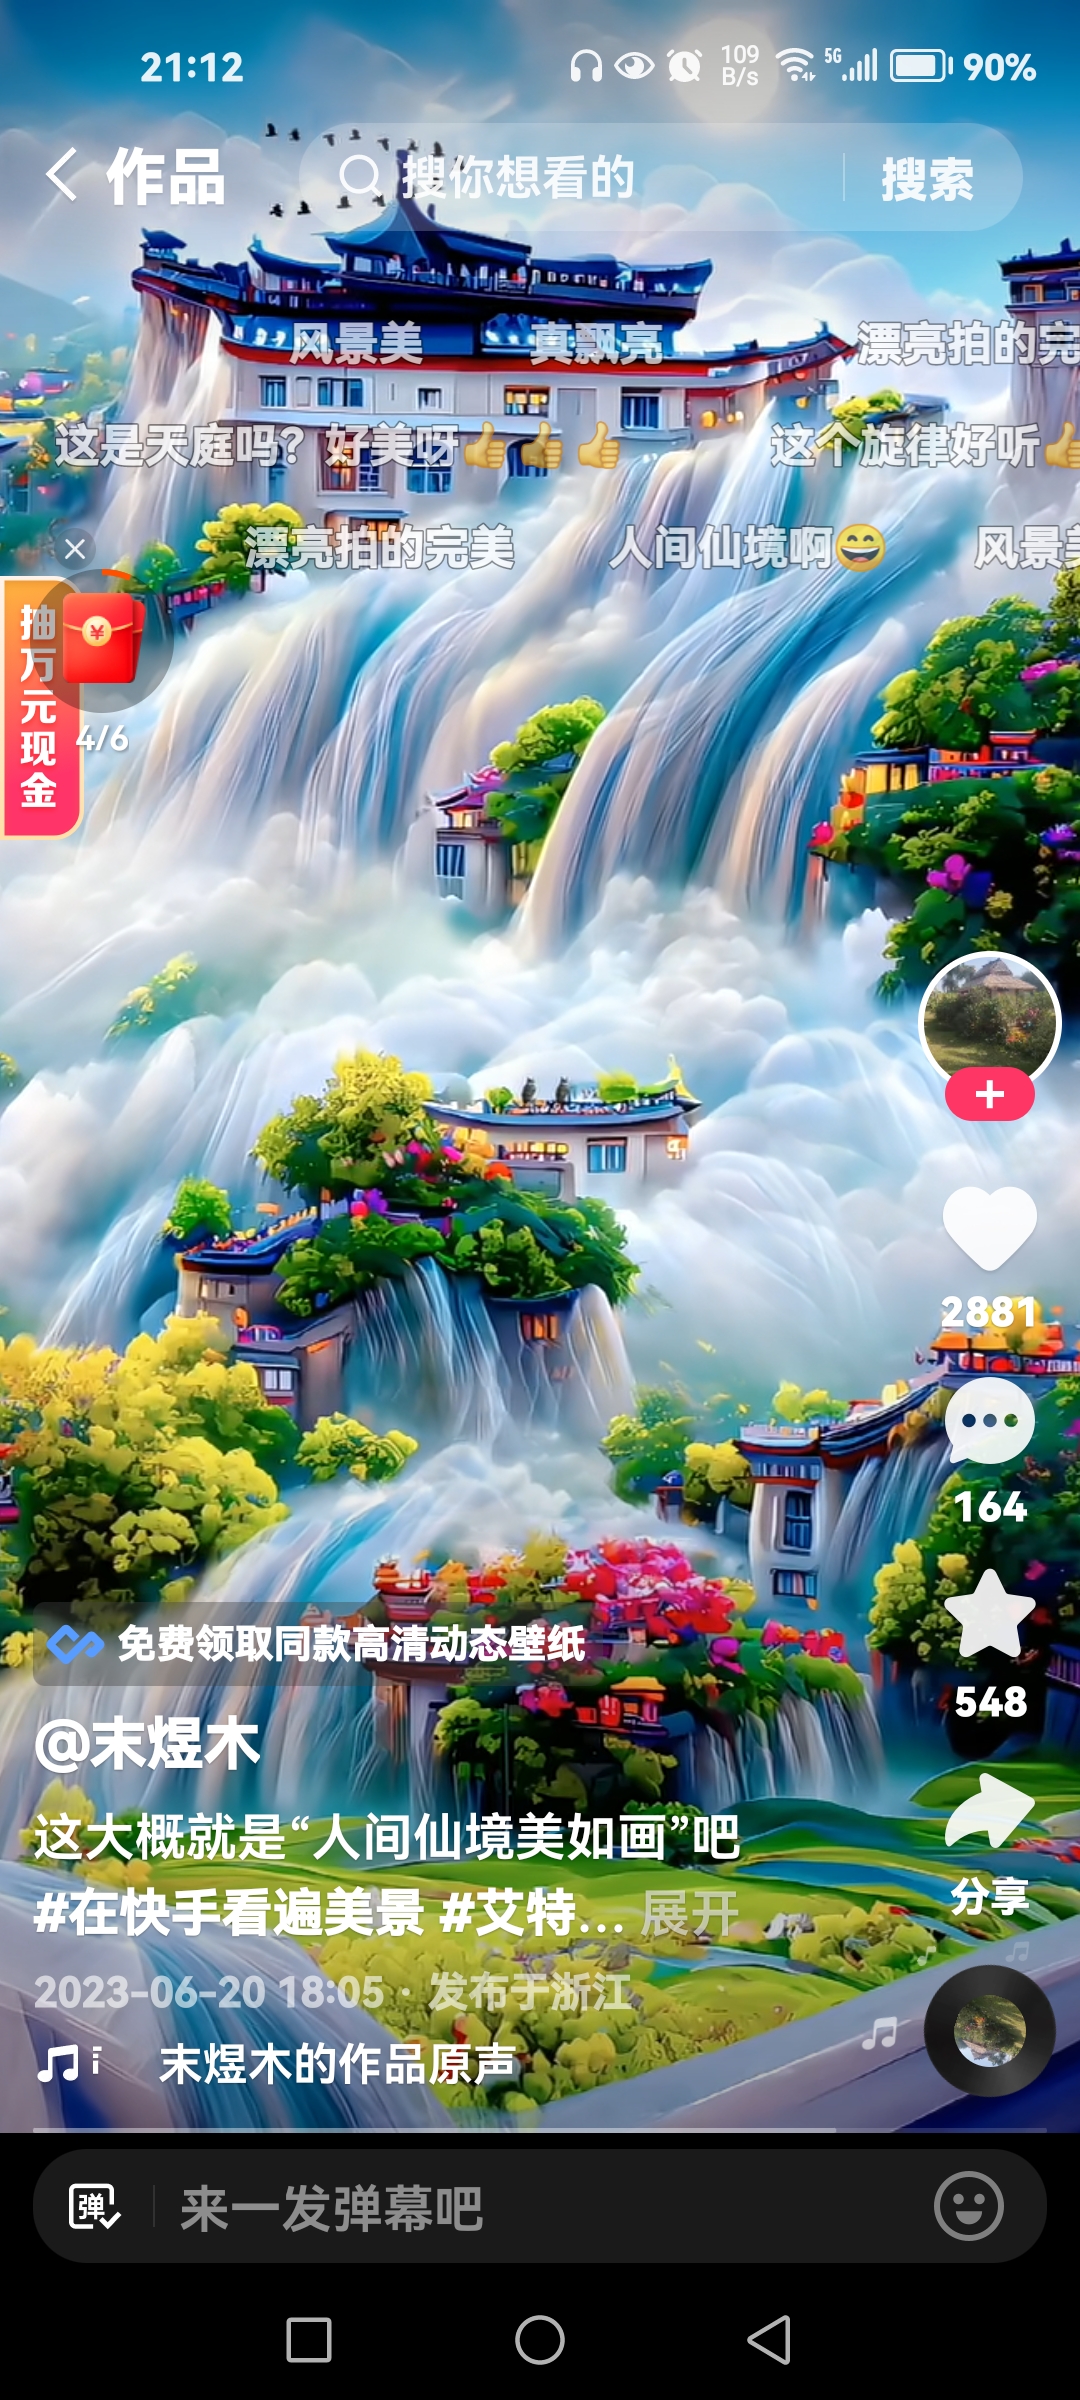 21:12
109 B/s
5G
90%
作品
搜你想看的
搜索
风景美
真飘亮
漂亮拍的完
这是天庭吗？好美呀👍👍👍
这个旋律好听👍
漂亮拍的完美
人间仙境啊😄
风景美
抽万元现金
¥
4/6
2881
164
免费领取同款高清动态壁纸
548
@末煜木
这大概就是“人间仙境美如画”吧
#在快手看遍美景 #艾特... 展开
分享
2023-06-20 18:05 · 发布于浙江
末煜木的作品原声
弹
来一发弹幕吧